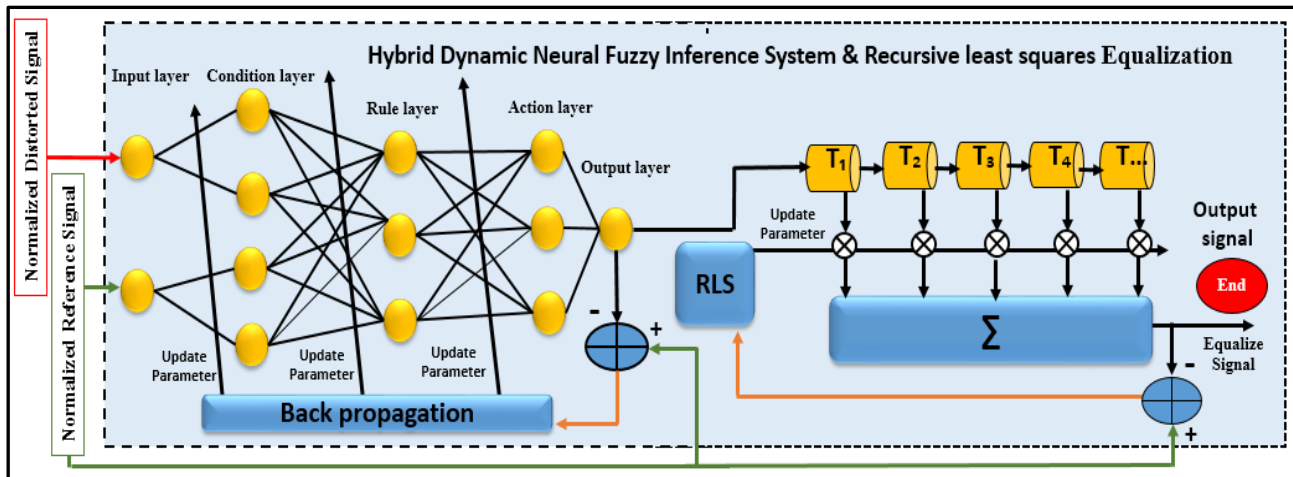 Hybrid Dynamic Neural Fuzzy Inference System & Recursive least squares Equalization
Normalized Distorted Signal
Normalized Reference Signal
Input layer
Condition layer
Rule layer
Action layer
Output layer
Update
Parameter
Update
Parameter
Update
Parameter
Back propagation
-
+
T₁
T₂
T₃
T₄
T...
Update
Parameter
RLS
Σ
Output
signal
End
Equalize
Signal
-
+